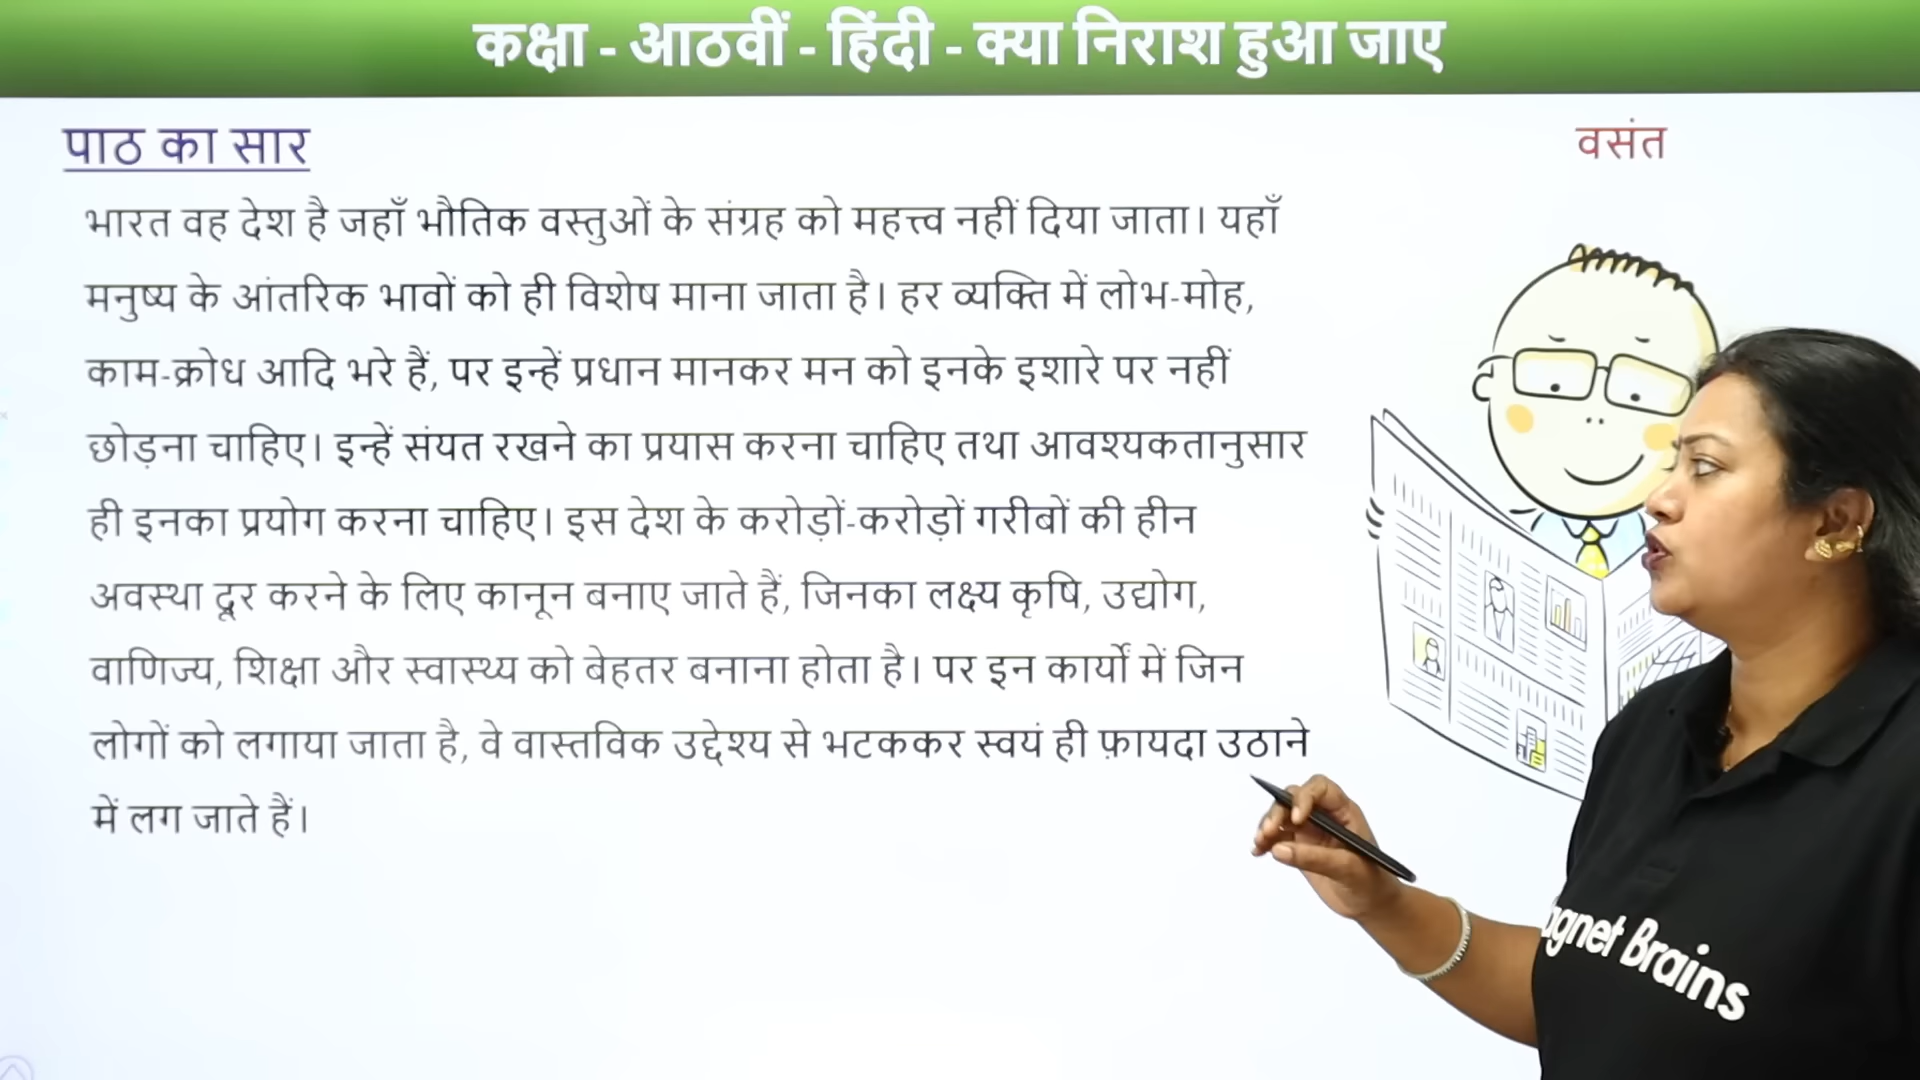 कक्षा - आठवीं - हिंदी - क्या निराश हुआ जाए
पाठ का सार
वसंत
भारत वह देश है जहाँ भौतिक वस्तुओं के संग्रह को महत्त्व नहीं दिया जाता। यहाँ
मनुष्य के आंतरिक भावों को ही विशेष माना जाता है। हर व्यक्ति में लोभ-मोह,
काम-क्रोध आदि भरे हैं, पर इन्हें प्रधान मानकर मन को इनके इशारे पर नहीं
छोड़ना चाहिए। इन्हें संयत रखने का प्रयास करना चाहिए तथा आवश्यकतानुसार
ही इनका प्रयोग करना चाहिए। इस देश के करोड़ों-करोड़ों गरीबों की हीन
अवस्था दूर करने के लिए कानून बनाए जाते हैं, जिनका लक्ष्य कृषि, उद्योग,
वाणिज्य, शिक्षा और स्वास्थ्य को बेहतर बनाना होता है। पर इन कार्यों में जिन
लोगों को लगाया जाता है, वे वास्तविक उद्देश्य से भटककर स्वयं ही फ़ायदा उठाने
में लग जाते हैं।
agnet Brains